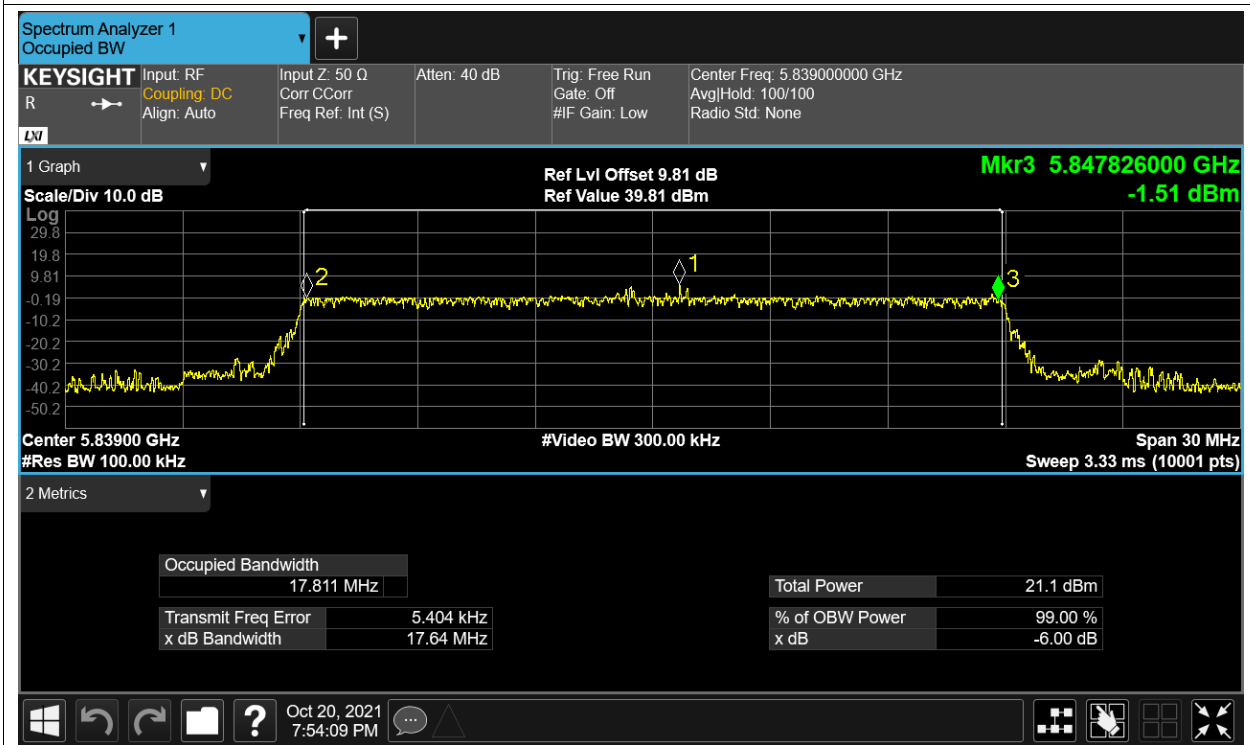 Spectrum Analyzer 1
Occupied BW
KEYSIGHT
R
LXI
Input: RF
Coupling: DC
Align: Auto
Input Z: 50 Ω
Corr CCorr
Freq Ref: Int (S)
Atten: 40 dB
Trig: Free Run
Gate: Off
#IF Gain: Low
Center Freq: 5.839000000 GHz
Avg|Hold: 100/100
Radio Std: None
1 Graph
Scale/Div 10.0 dB
Ref Lvl Offset 9.81 dB
Ref Value 39.81 dBm
Mkr3 5.847826000 GHz
-1.51 dBm
Log
29.8
19.8
9.81
-0.19
-10.2
-20.2
-30.2
-40.2
-50.2
2
1
3
Center 5.83900 GHz
#Res BW 100.00 kHz
#Video BW 300.00 kHz
Span 30 MHz
Sweep 3.33 ms (10001 pts)
2 Metrics
Occupied Bandwidth
17.811 MHz
Transmit Freq Error 5.404 kHz
x dB Bandwidth 17.64 MHz
Total Power 21.1 dBm
% of OBW Power 99.00 %
x dB -6.00 dB
?
Oct 20, 2021
7:54:09 PM